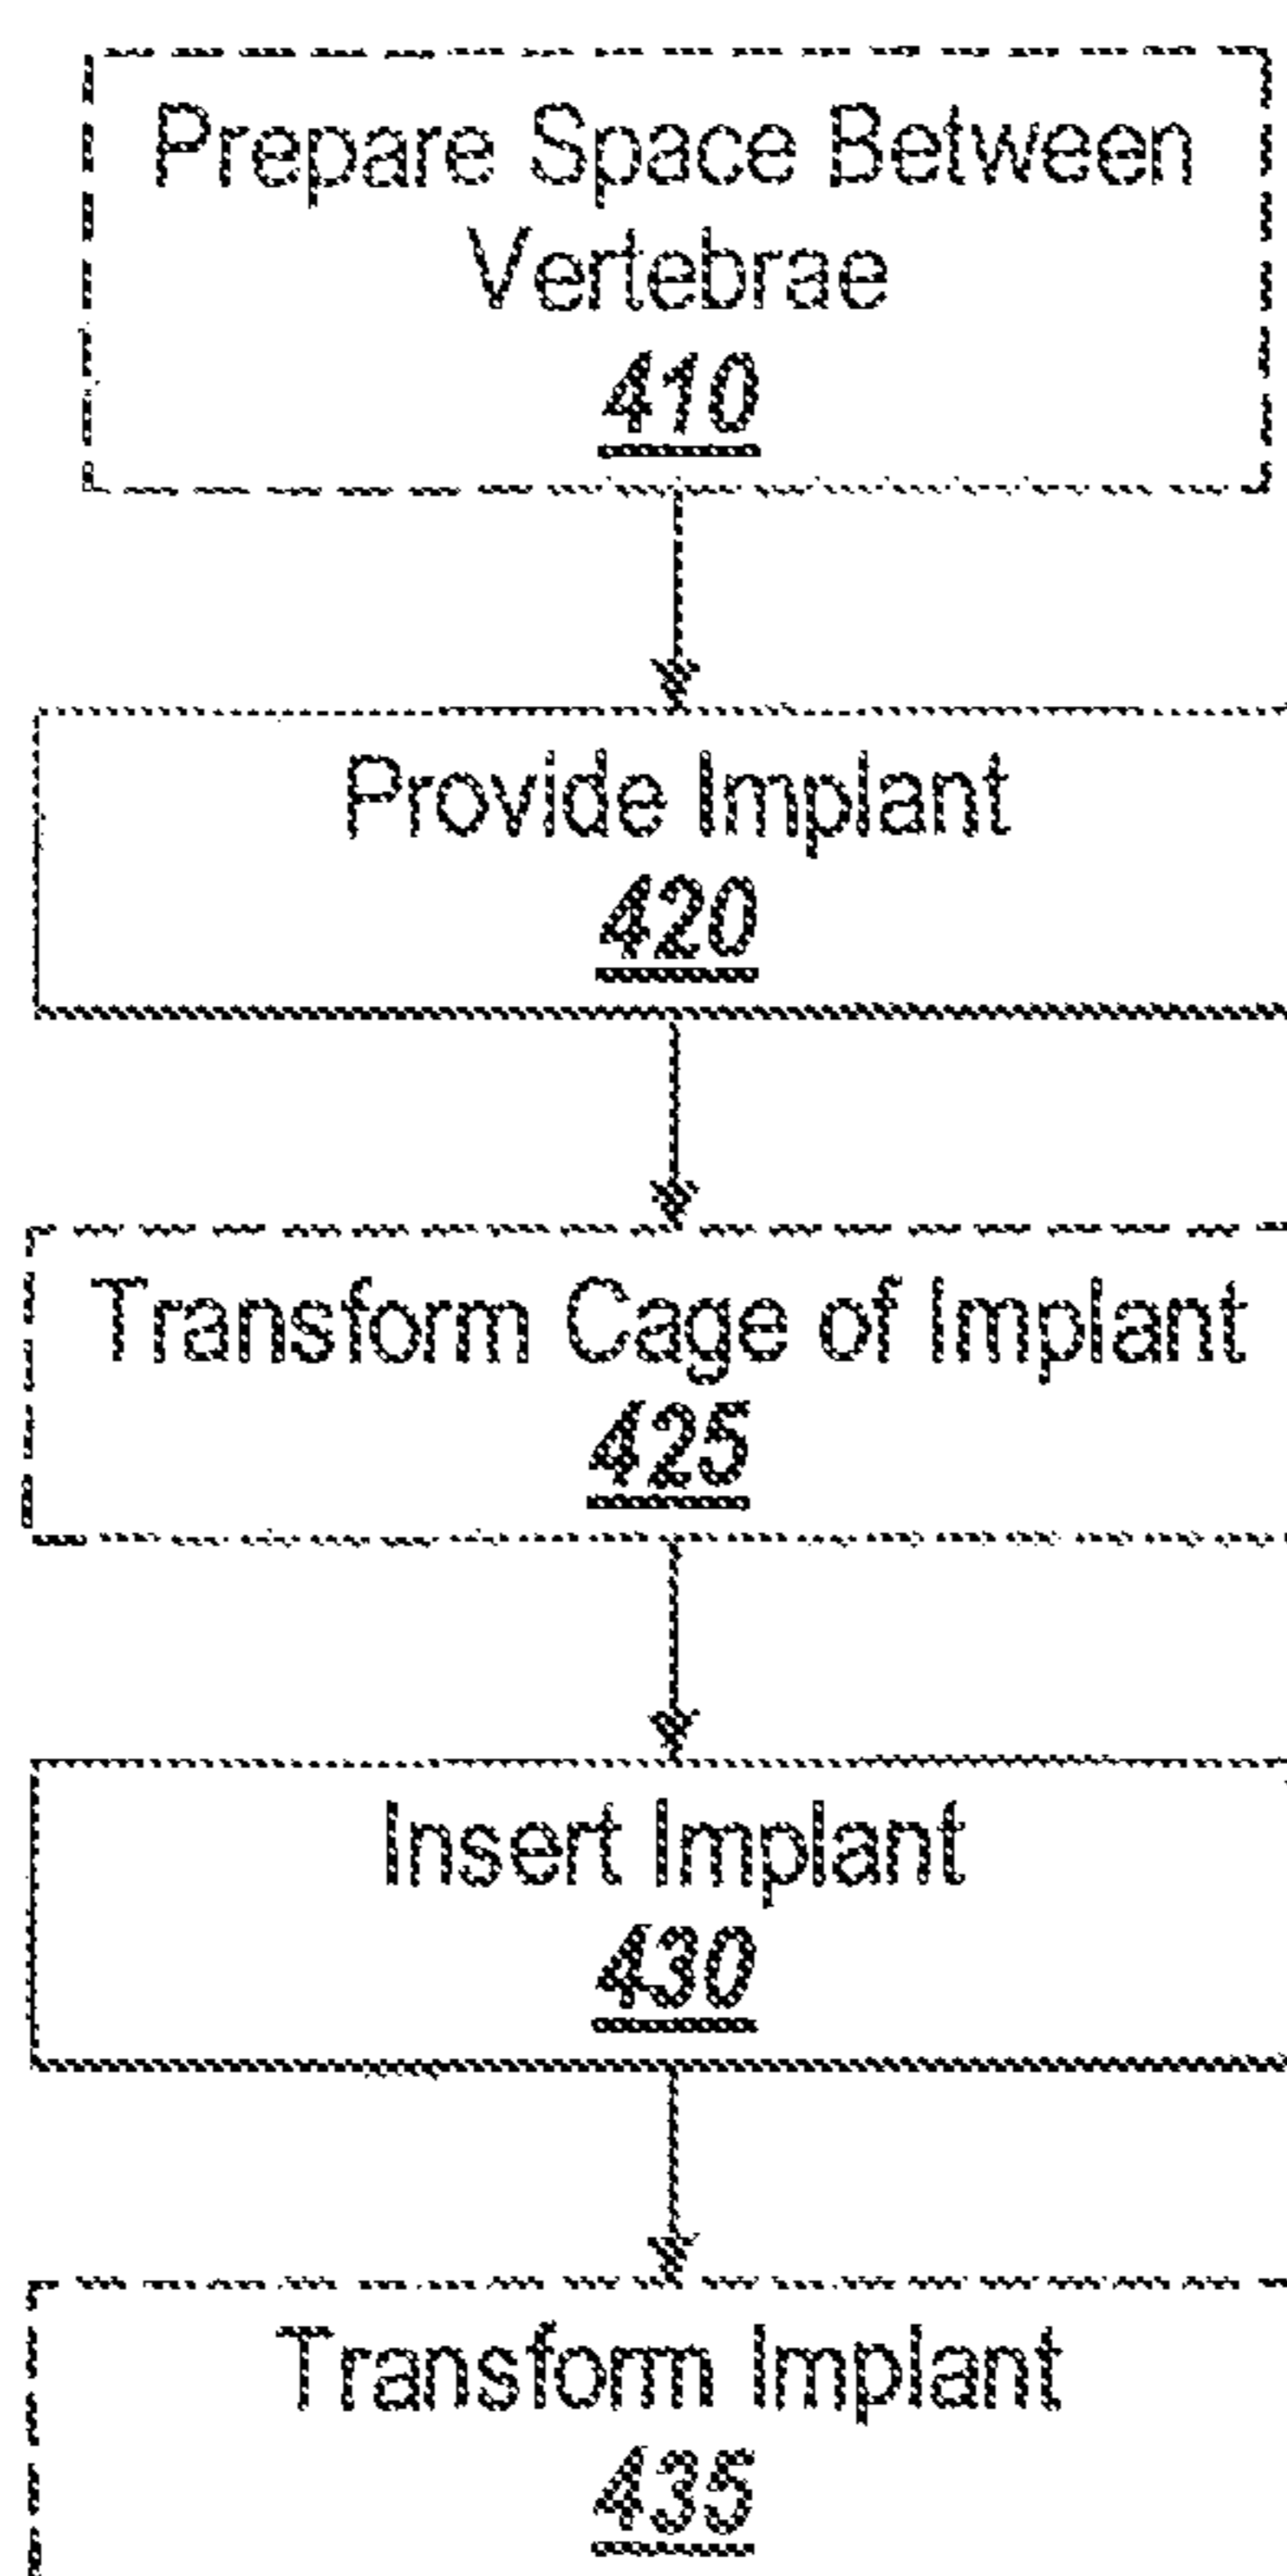 Prepare Space Between
Vertebrae
410
Provide Implant
420
Transform Cage of Implant
425
Insert Implant
430
Transform Implant
435